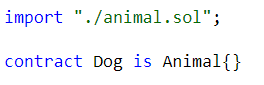 import "./animal.sol";
contract Dog is Animal{}